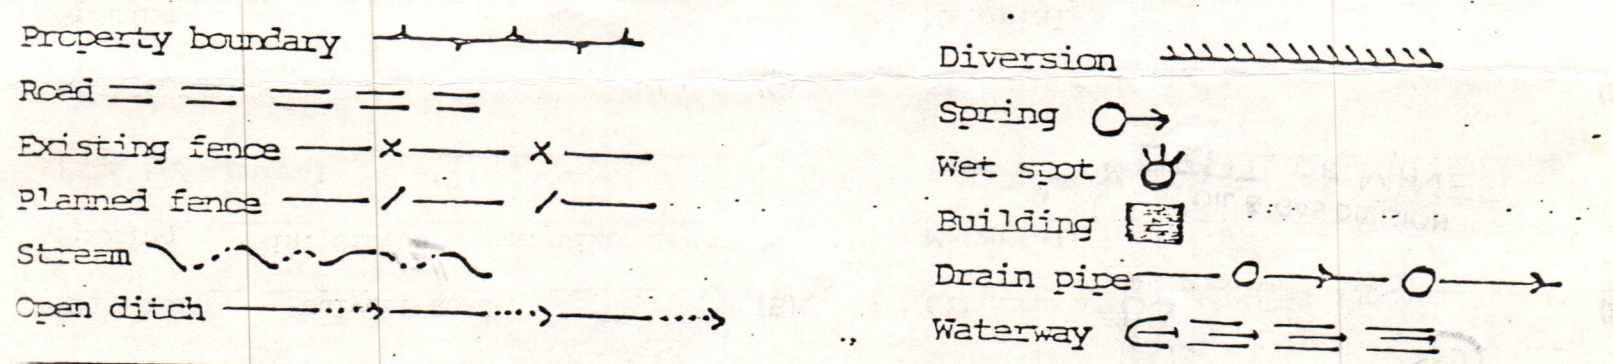 Property boundary
Road
Existing fence
Planned fence
Stream
Open ditch
Diversion
Spring
Wet spot
Building
Drain pipe
Waterway